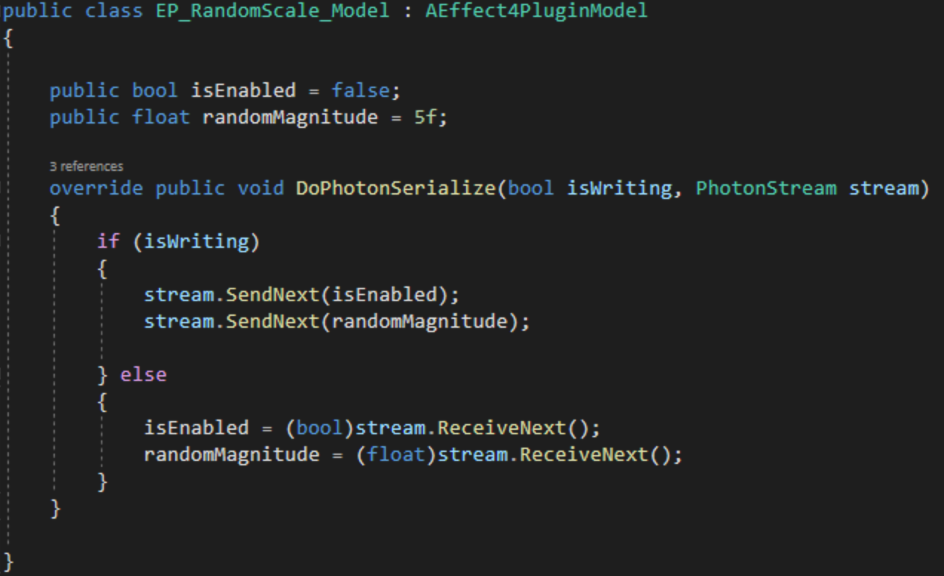 public class EP_RandomScale_Model : AEffect4PluginModel
{
public bool isEnabled = false;
public float randomMagnitude = 5f;
3 references
override public void DoPhotonSerialize(bool isWriting, PhotonStream stream)
{
if (isWriting)
{
stream.SendNext(isEnabled);
stream.SendNext(randomMagnitude);
} else
{
isEnabled = (bool)stream.ReceiveNext();
randomMagnitude = (float)stream.ReceiveNext();
}
}
}